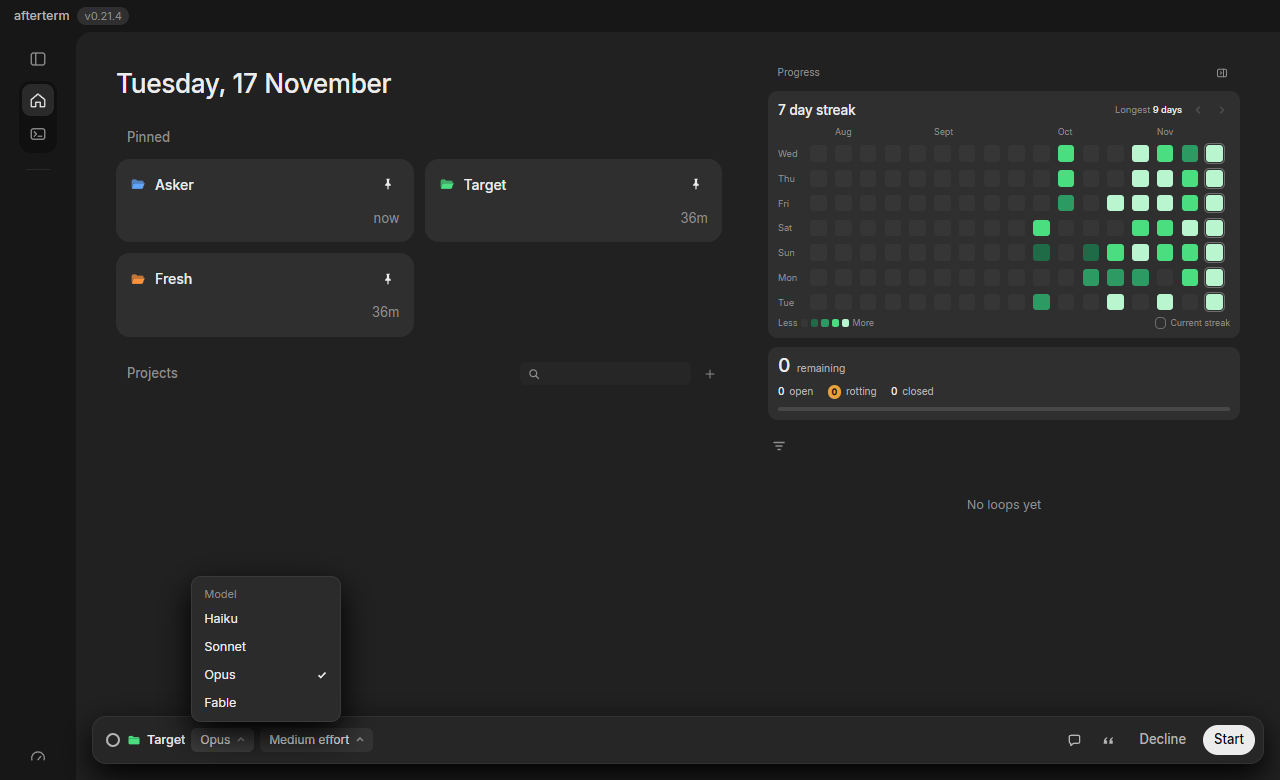 afterterm v0.21.4
Tuesday, 17 November
Pinned
Asker
now
Target
36m
Fresh
36m
Projects
Progress
7 day streak
Longest 9 days
Aug Sept Oct Nov
Wed
Thu
Fri
Sat
Sun
Mon
Tue
Less More Current streak
0 remaining
0 open 0 rotting 0 closed
No loops yet
Model
Haiku
Sonnet
Opus
Fable
Target Opus Medium effort Decline Start